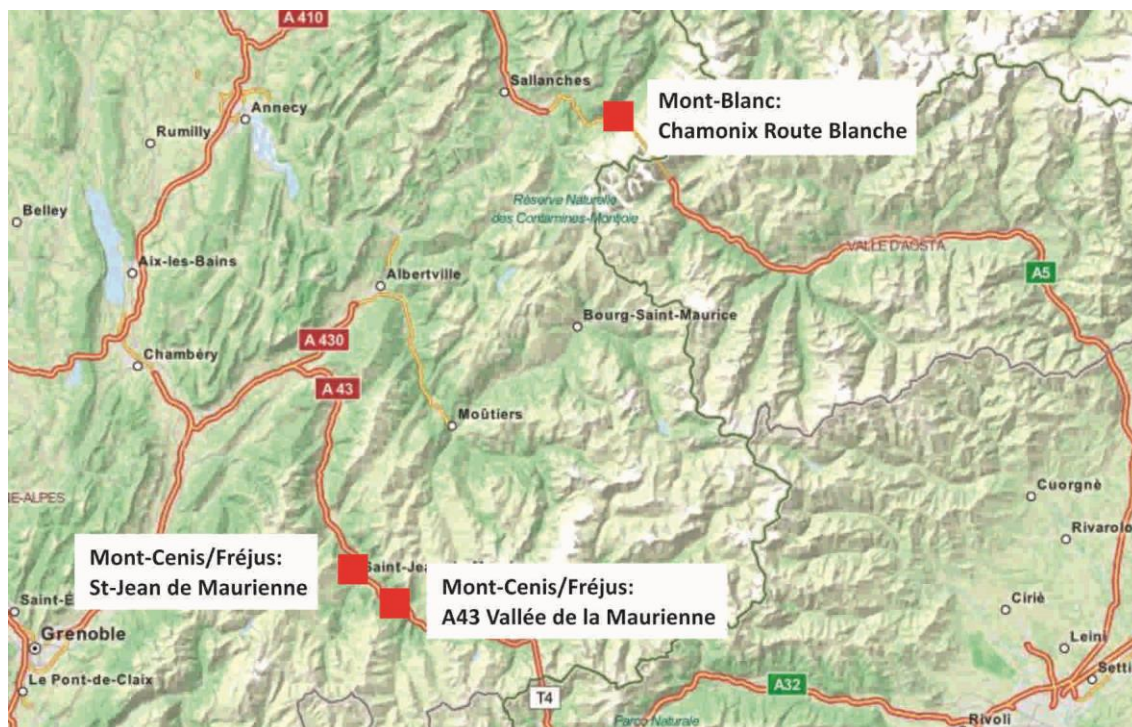 A 410
Sallanches
Mont-Blanc:
Chamonix Route Blanche
Annecy
Rumilly
Réserve Naturelle
des Contamines-Montjoie
Belley
VALLE D'AOSTA
Aix-les-Bains
A5
Albertville
Bourg-Saint-Maurice
A 430
Chambéry
A 43
Moûtiers
NE-ALPES
Cuorgnè
Rivarolo
Mont-Cenis/Fréjus:
St-Jean de Maurienne
Saint-Je
Mont-Cenis/Fréjus:
A43 Vallée de la Maurienne
Saint-É
Ciriè
Grenoble
Leini
Setti
Le Pont-de-Claix
A32
T4
Rivoli
Parco Naturale